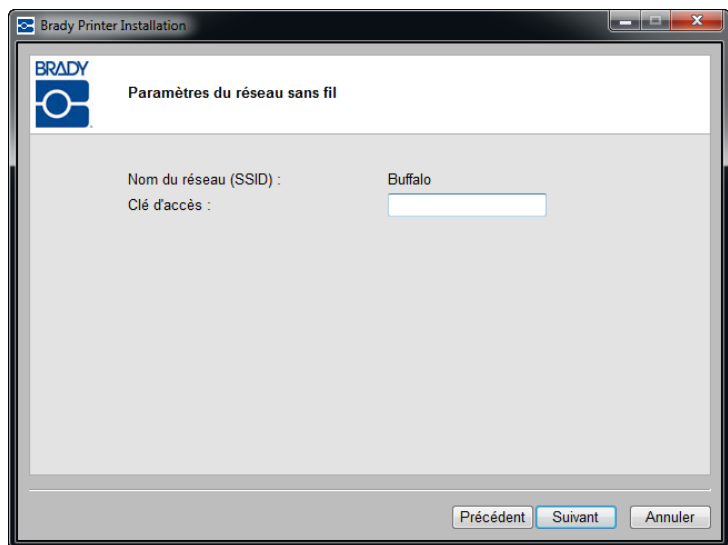 Brady Printer Installation
BRADY
Paramètres du réseau sans fil
Nom du réseau (SSID) : Buffalo
Clé d'accès :
Précédent Suivant Annuler